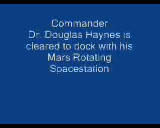 Commander
Dr. Douglas Haynes is
cleared to dock with his
Mars Rotating
Spacestation